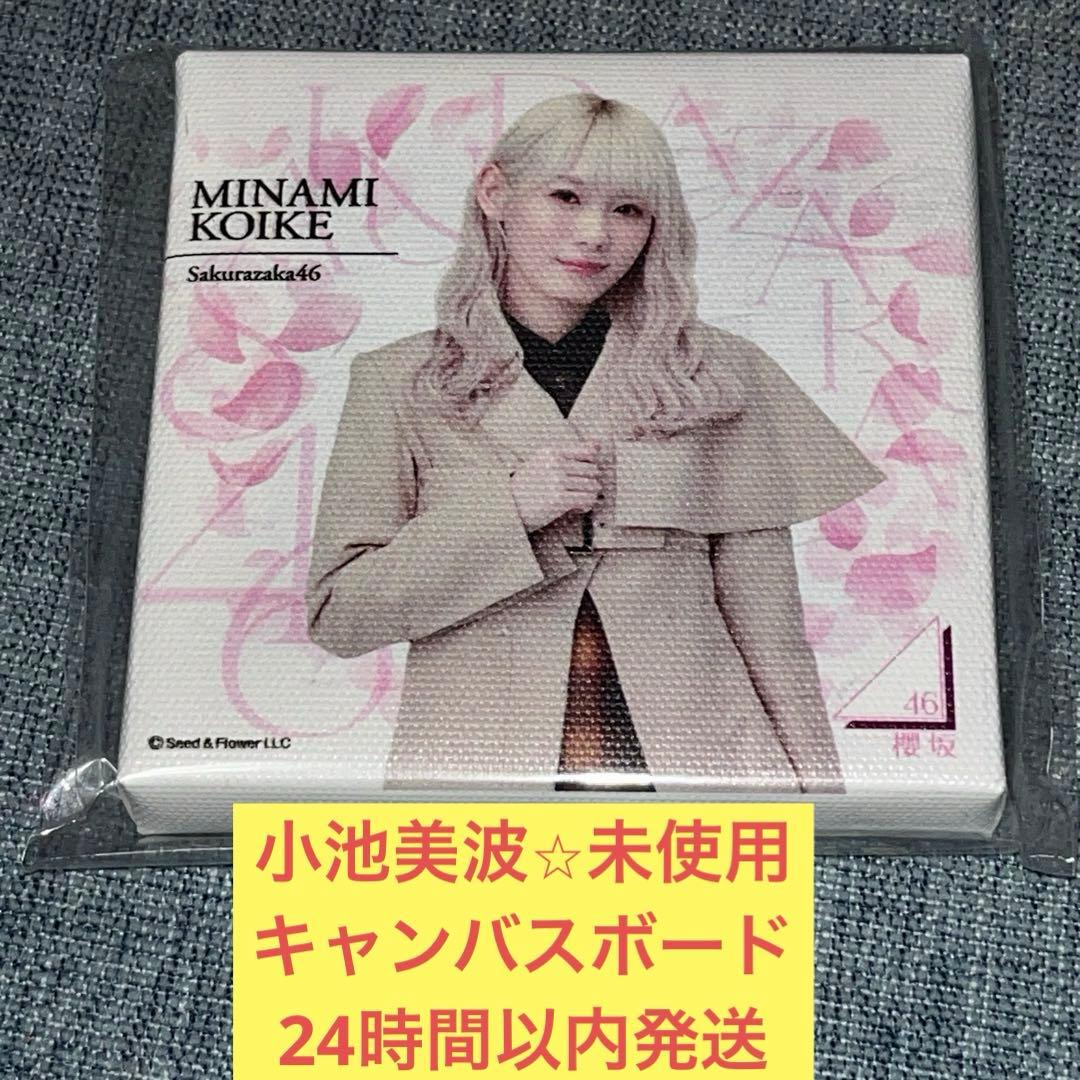 MINAMI
KOIKE
Sakurazaka46
46
櫻坂
© Seed & Flower LLC
小池美波☆未使用
キャンバスボード
24時間以内発送